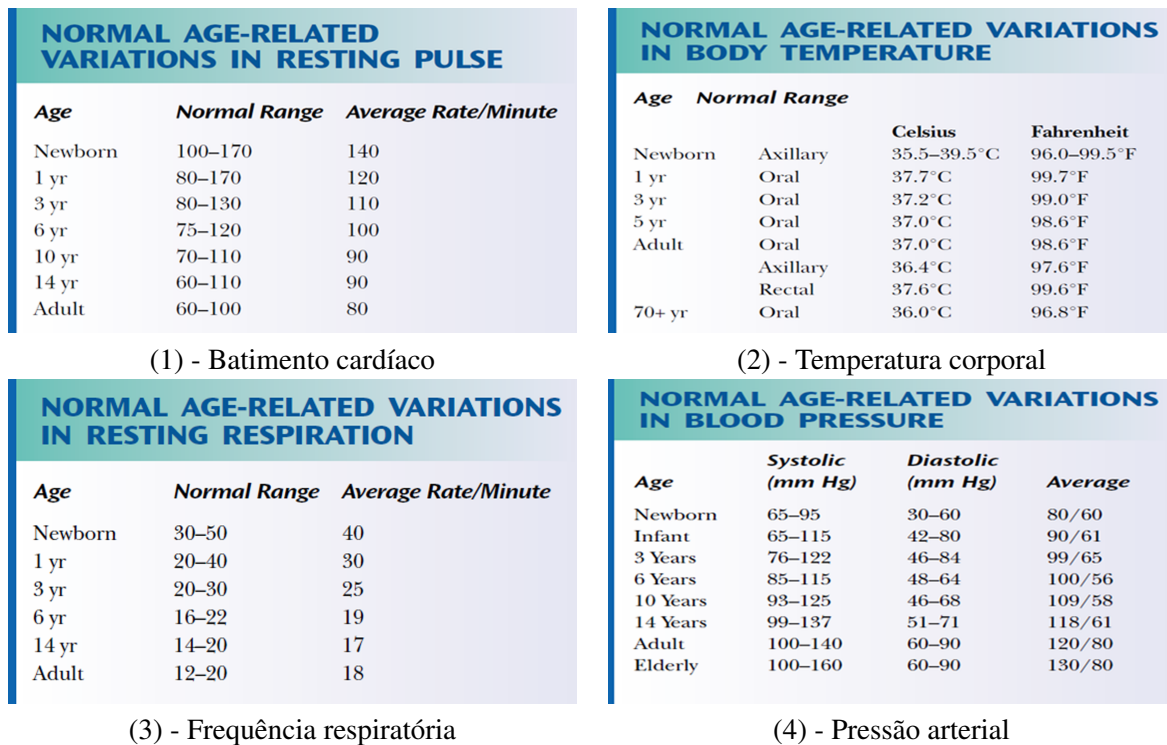 NORMAL AGE-RELATED
VARIATIONS IN RESTING PULSE
Age Normal Range Average Rate/Minute
Newborn 100–170 140
1 yr 80–170 120
3 yr 80–130 110
6 yr 75–120 100
10 yr 70–110 90
14 yr 60–110 90
Adult 60–100 80
(1) - Batimento cardíaco
NORMAL AGE-RELATED VARIATIONS
IN BODY TEMPERATURE
Age Normal Range
Celsius Fahrenheit
Newborn Axillary 35.5–39.5°C 96.0–99.5°F
1 yr Oral 37.7°C 99.7°F
3 yr Oral 37.2°C 99.0°F
5 yr Oral 37.0°C 98.6°F
Adult Oral 37.0°C 98.6°F
Axillary 36.4°C 97.6°F
Rectal 37.6°C 99.6°F
70+ yr Oral 36.0°C 96.8°F
(2) - Temperatura corporal
NORMAL AGE-RELATED VARIATIONS
IN RESTING RESPIRATION
Age Normal Range Average Rate/Minute
Newborn 30–50 40
1 yr 20–40 30
3 yr 20–30 25
6 yr 16–22 19
14 yr 14–20 17
Adult 12–20 18
(3) - Frequência respiratória
NORMAL AGE-RELATED VARIATIONS
IN BLOOD PRESSURE
Systolic Diastolic
Age (mm Hg) (mm Hg) Average
Newborn 65–95 30–60 80/60
Infant 65–115 42–80 90/61
3 Years 76–122 46–84 99/65
6 Years 85–115 48–64 100/56
10 Years 93–125 46–68 109/58
14 Years 99–137 51–71 118/61
Adult 100–140 60–90 120/80
Elderly 100–160 60–90 130/80
(4) - Pressão arterial